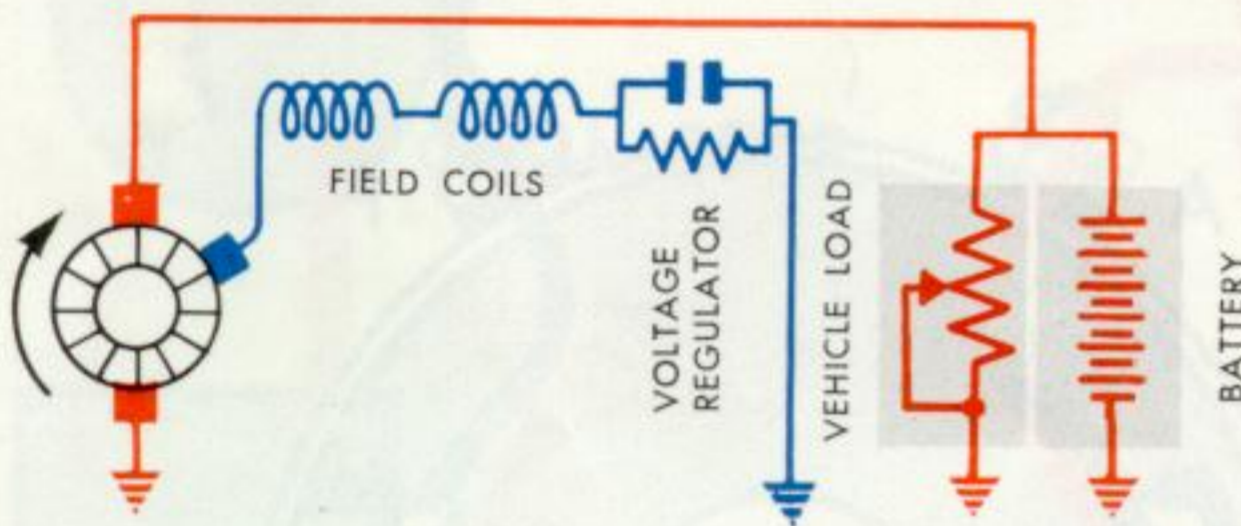 FIELD COILS
VOLTAGE
REGULATOR
VEHICLE LOAD
BATTERY